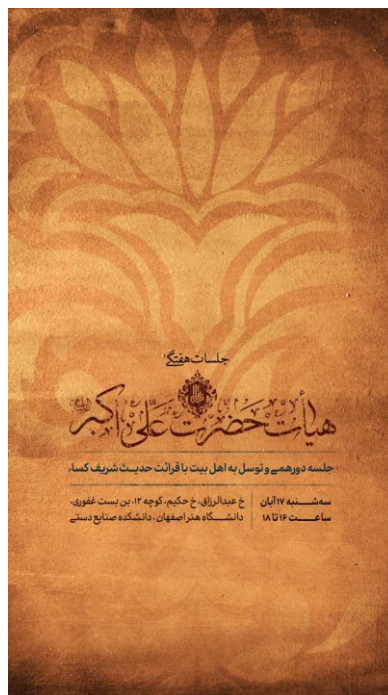 جلسات هفتگی
هیأت حضرت علی اکبر
جلسه دورهمی و توسل به اهل بیت با قرائت حدیث شریف کساء
سه‌شنبه ۱۷ آبان
ساعت ۱۶ تا ۱۸
خ عبدالرزاق، خ حکیم، کوچه ۱۲، بن بست غفوری،
دانشگاه هنر اصفهان، دانشکده صنایع دستی